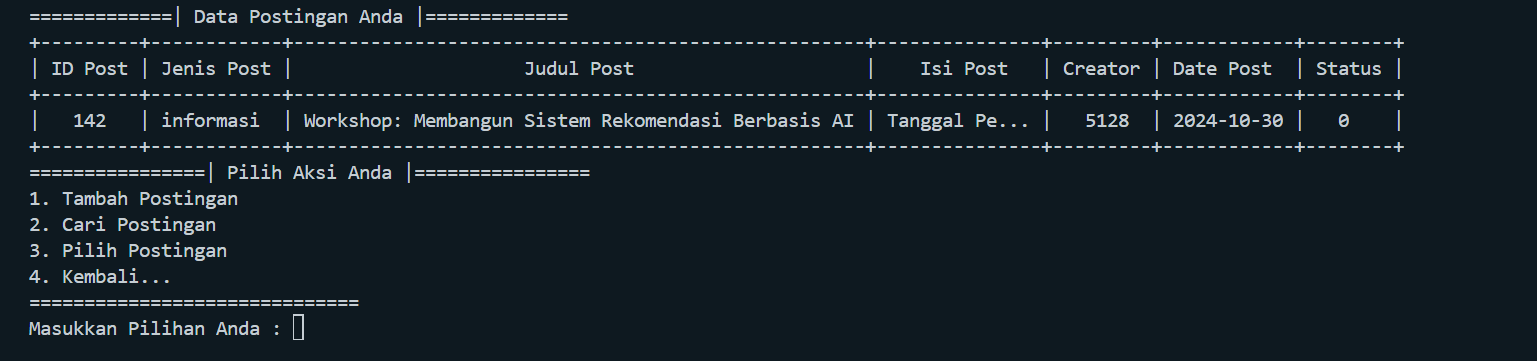 =============| Data Postingan Anda |=============
+---------+------------+----------------------------------------------------+---------------+---------+------------+--------+
| ID Post | Jenis Post |                     Judul Post                     |    Isi Post   | Creator | Date Post  | Status |
+---------+------------+----------------------------------------------------+---------------+---------+------------+--------+
|   142   | informasi  | Workshop: Membangun Sistem Rekomendasi Berbasis AI | Tanggal Pe... |   5128  | 2024-10-30 |   0    |
+---------+------------+----------------------------------------------------+---------------+---------+------------+--------+
================| Pilih Aksi Anda |================
1. Tambah Postingan
2. Cari Postingan
3. Pilih Postingan
4. Kembali...
==============================
Masukkan Pilihan Anda :